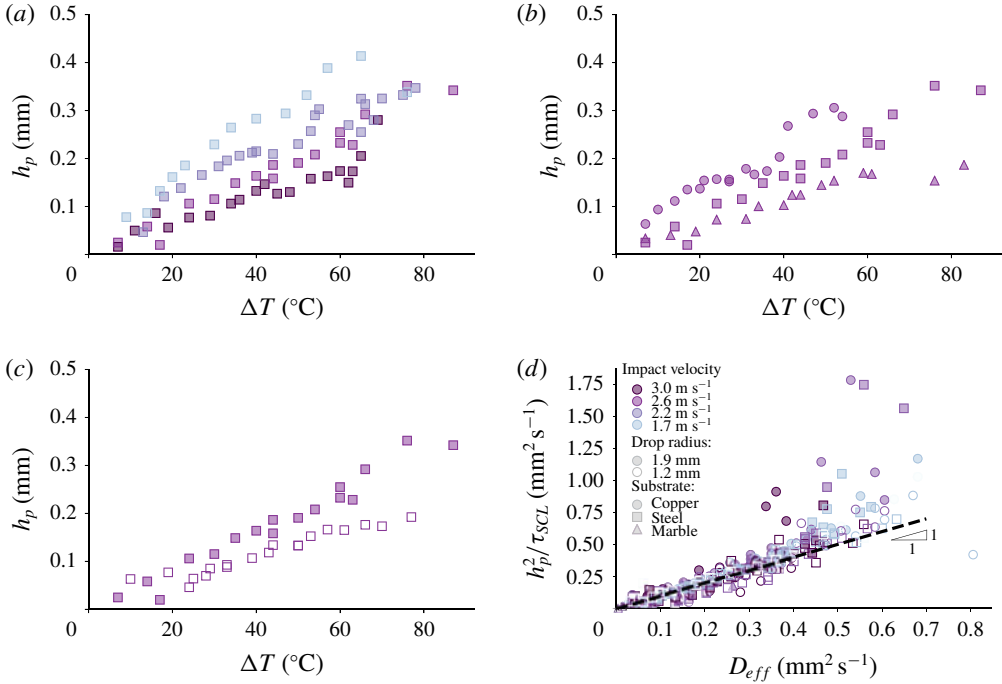 (a)
0.5
0.4
0.3
0.2
0.1
0
20
40
60
80
h_p (mm)
ΔT (°C)
(b)
0.5
0.4
0.3
0.2
0.1
0
20
40
60
80
h_p (mm)
ΔT (°C)
(c)
0.5
0.4
0.3
0.2
0.1
0
20
40
60
80
h_p (mm)
ΔT (°C)
(d)
Impact velocity
3.0 m s⁻¹
2.6 m s⁻¹
2.2 m s⁻¹
1.7 m s⁻¹
Drop radius:
1.9 mm
1.2 mm
Substrate:
Copper
Steel
Marble
1.75
1.50
1.25
1.00
0.75
0.50
0.25
0
0.1
0.2
0.3
0.4
0.5
0.6
0.7
0.8
1
1
h_p²/τ_SCL (mm² s⁻¹)
D_eff (mm² s⁻¹)